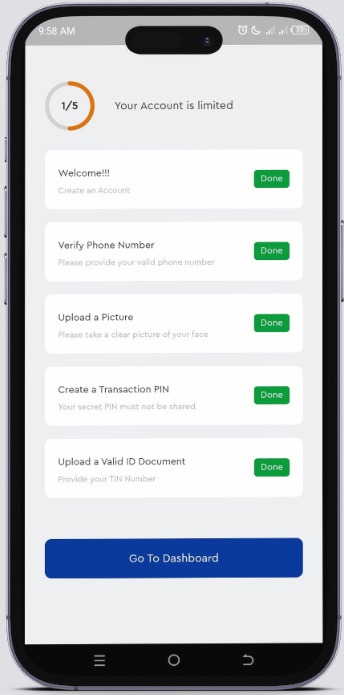 9:58 AM
1/5
Your Account is limited
Welcome!!!
Create an Account
Done
Verify Phone Number
Please provide your valid phone number
Done
Upload a Picture
Please take a clear picture of your face
Done
Create a Transaction PIN
Your secret PIN must not be shared
Done
Upload a Valid ID Document
Provide your TIN Number
Done
Go To Dashboard